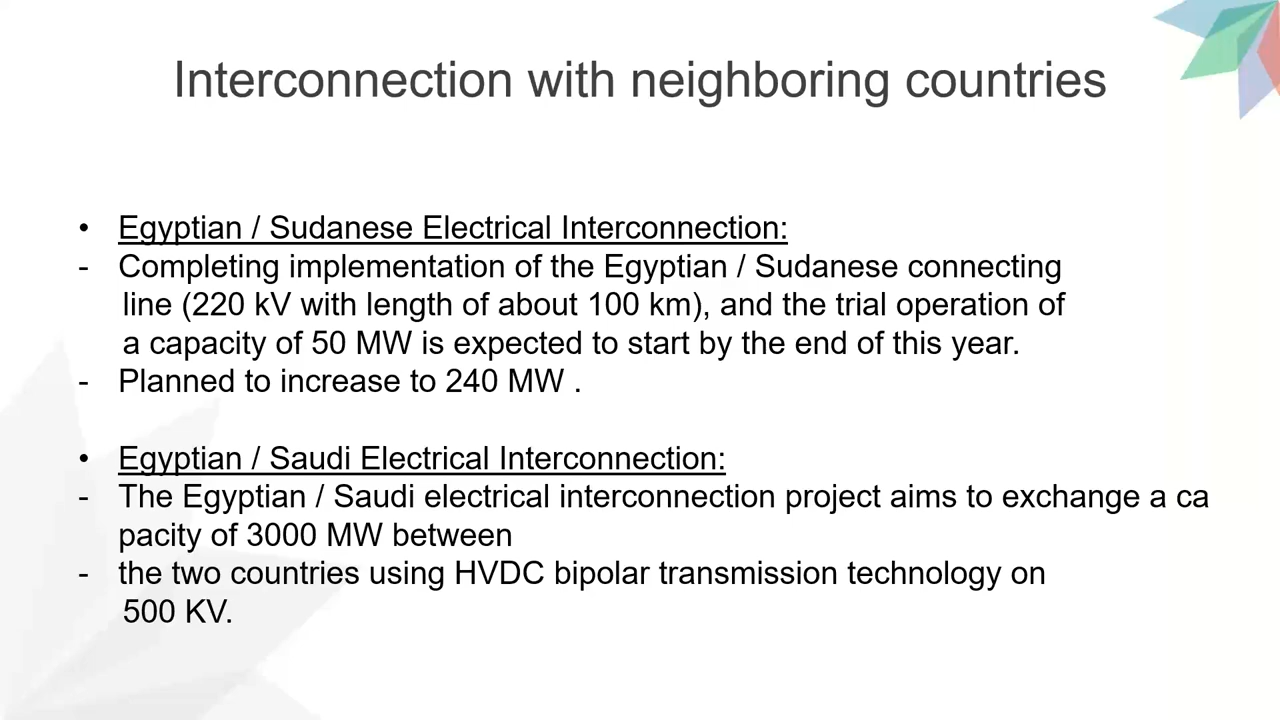 Interconnection with neighboring countries
• Egyptian / Sudanese Electrical Interconnection:
- Completing implementation of the Egyptian / Sudanese connecting
line (220 kV with length of about 100 km), and the trial operation of
a capacity of 50 MW is expected to start by the end of this year.
- Planned to increase to 240 MW .
• Egyptian / Saudi Electrical Interconnection:
- The Egyptian / Saudi electrical interconnection project aims to exchange a ca
pacity of 3000 MW between
- the two countries using HVDC bipolar transmission technology on
500 KV.